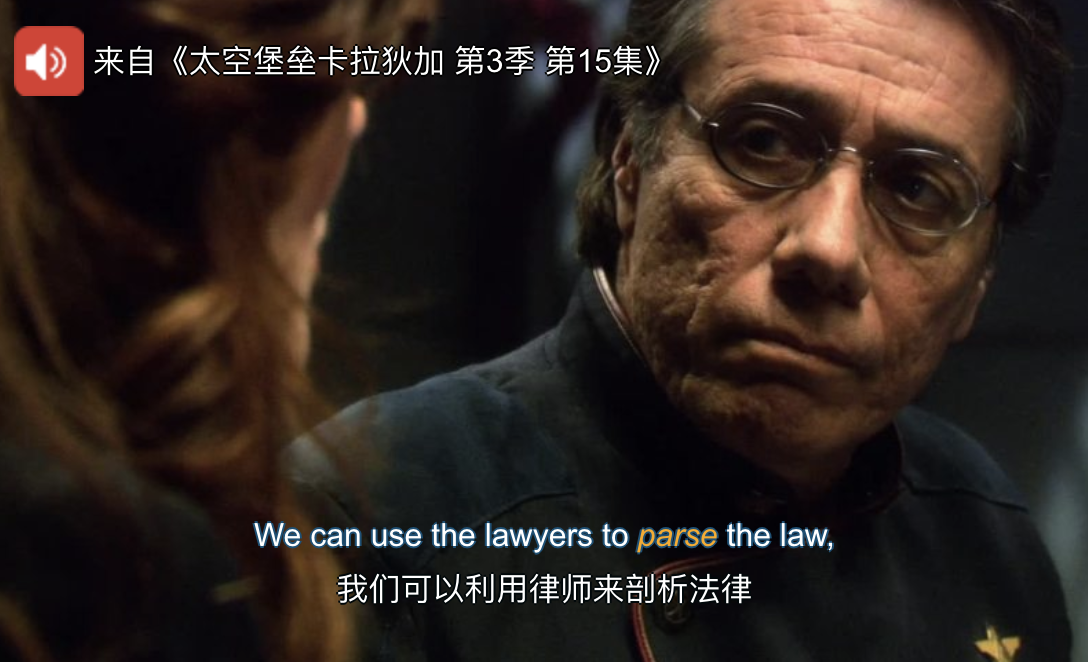 来自《太空堡垒卡拉狄加 第3季 第15集》
We can use the lawyers to parse the law,
我们可以利用律师来剖析法律